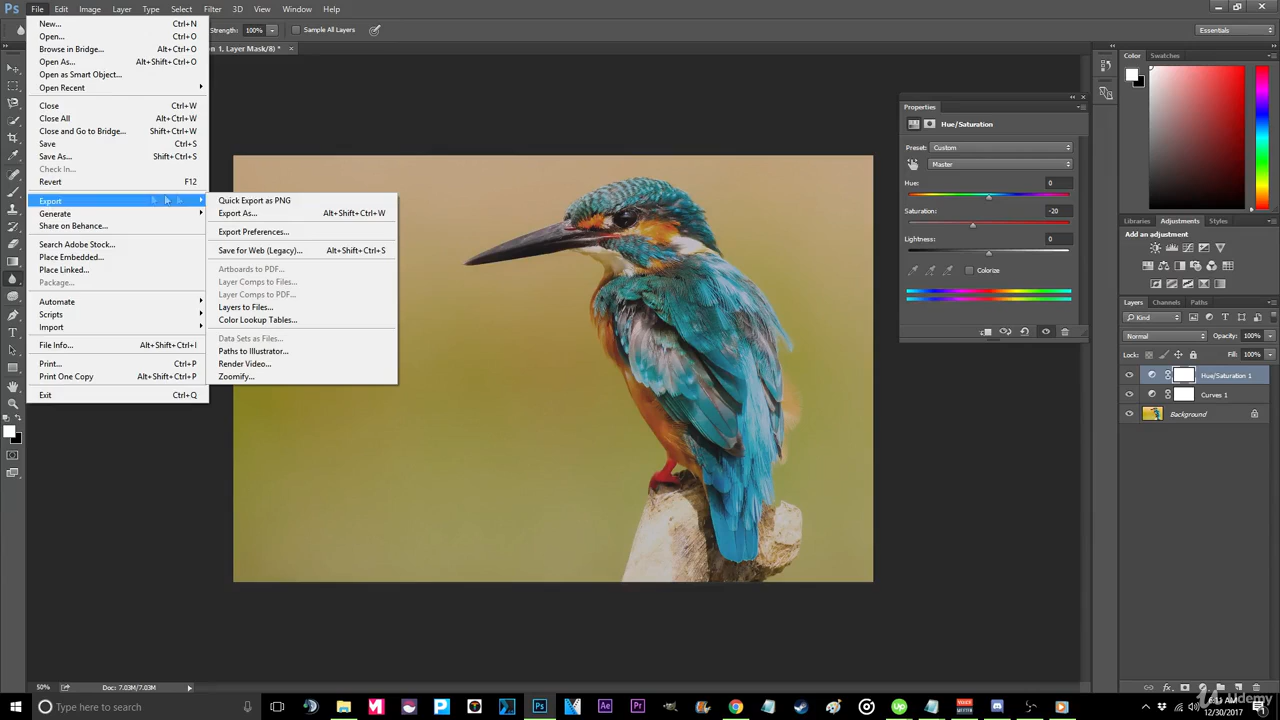 Ps File Edit Image Layer Type Select Filter 3D View Window Help
Strength: 100% Sample All Layers Essentials
n 1, Layer Mask/8) * ×
New... Ctrl+N
Open... Ctrl+O
Browse in Bridge... Alt+Ctrl+O
Open As... Alt+Shift+Ctrl+O
Open as Smart Object...
Open Recent
Close Ctrl+W
Close All Alt+Ctrl+W
Close and Go to Bridge... Shift+Ctrl+W
Save Ctrl+S
Save As... Shift+Ctrl+S
Check In...
Revert F12
Export
Generate
Share on Behance...
Search Adobe Stock...
Place Embedded...
Place Linked...
Package...
Automate
Scripts
Import
File Info... Alt+Shift+Ctrl+I
Print... Ctrl+P
Print One Copy Alt+Shift+Ctrl+P
Exit Ctrl+Q
Quick Export as PNG
Export As... Alt+Shift+Ctrl+W
Export Preferences...
Save for Web (Legacy)... Alt+Shift+Ctrl+S
Artboards to PDF...
Layer Comps to Files...
Layer Comps to PDF...
Layers to Files...
Color Lookup Tables...
Data Sets as Files...
Paths to Illustrator...
Render Video...
Zoomify...
Properties
Hue/Saturation
Preset: Custom
Master
Hue: 0
Saturation: -20
Lightness: 0
Colorize
Color Swatches
Libraries Adjustments Styles
Add an adjustment
Layers Channels Paths
Kind
Normal Opacity: 100%
Lock: Fill: 100%
Hue/Saturation 1
Curves 1
Background
50% Doc: 7.03M/7.03M
Type here to search
Ae Pr Up
12/30/2017
Udemy